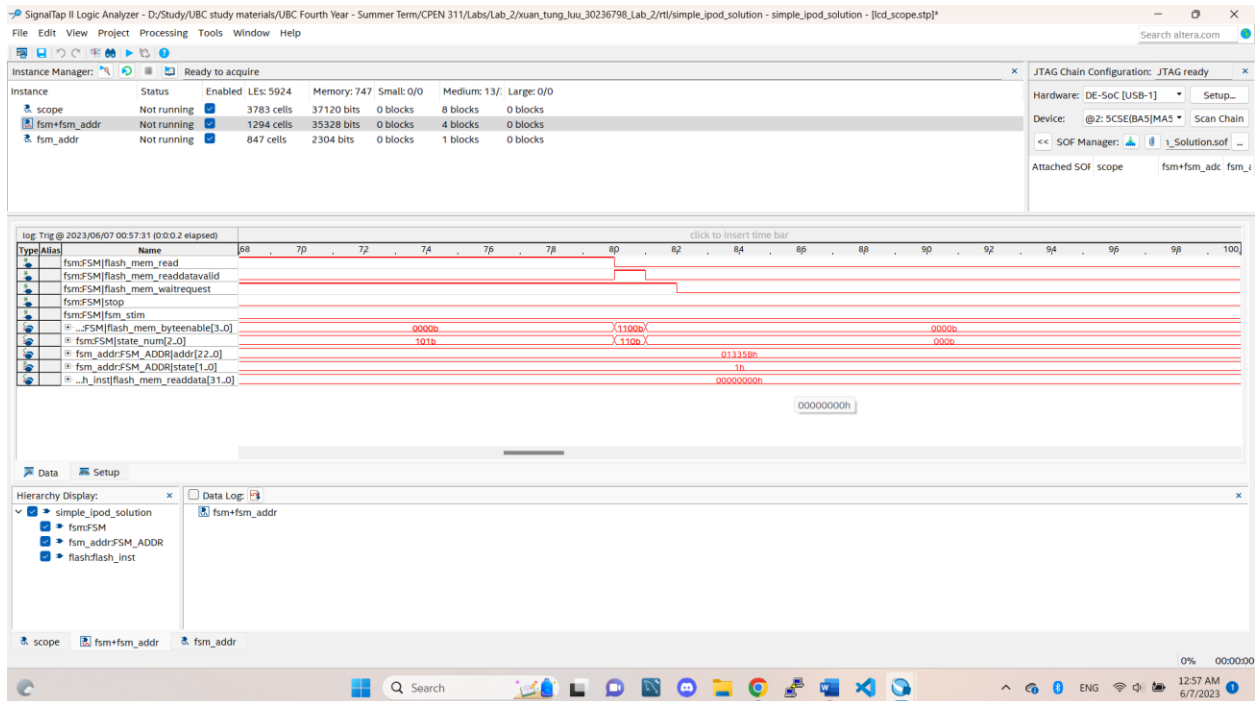 SignalTap II Logic Analyzer - D:/Study/UBC study materials/UBC Fourth Year - Summer Term/CPEN 311/Labs/Lab_2/xuan_tung_luu_30236798_Lab_2/rtl/simple_ipod_solution - simple_ipod_solution - [lcd_scope.stp]*
File Edit View Project Processing Tools Window Help
Search altera.com
Instance Manager: Ready to acquire
JTAG Chain Configuration: JTAG ready
Instance Status Enabled LEs: 5924 Memory: 747 Small: 0/0 Medium: 13/: Large: 0/0
Hardware: DE-SoC [USB-1] Setup...
scope Not running 3783 cells 37120 bits 0 blocks 8 blocks 0 blocks
fsm+fsm_addr Not running 1294 cells 35328 bits 0 blocks 4 blocks 0 blocks
Device: @2: 5CSE(BA5|MA5 Scan Chain
fsm_addr Not running 847 cells 2304 bits 0 blocks 1 blocks 0 blocks
<< SOF Manager: _Solution.sof ...
Attached SOF scope fsm+fsm_adc fsm_a
log: Trig @ 2023/06/07 00:57:31 (0:0:0.2 elapsed) click to insert time bar
Type Alias Name 68 70 72 74 76 78 80 82 84 86 88 90 92 94 96 98 100
fsm:FSM|flash_mem_read
fsm:FSM|flash_mem_readdatavalid
fsm:FSM|flash_mem_waitrequest
fsm:FSM|stop
fsm:FSM|fsm_stim
...:FSM|flash_mem_byteenable[3..0] 0000b 1100b 0000b
fsm:FSM|state_num[2..0] 101b 110b 000b
fsm_addr:FSM_ADDR|addr[22..0] 013358h
fsm_addr:FSM_ADDR|state[1..0] 1h
...h_inst|flash_mem_readdata[31..0] 00000000h
00000000h
Data Setup
Hierarchy Display: Data Log:
simple_ipod_solution fsm+fsm_addr
fsm:FSM
fsm_addr:FSM_ADDR
flash:flash_inst
scope fsm+fsm_addr fsm_addr
0% 00:00:00
Search
ENG
12:57 AM
6/7/2023
1